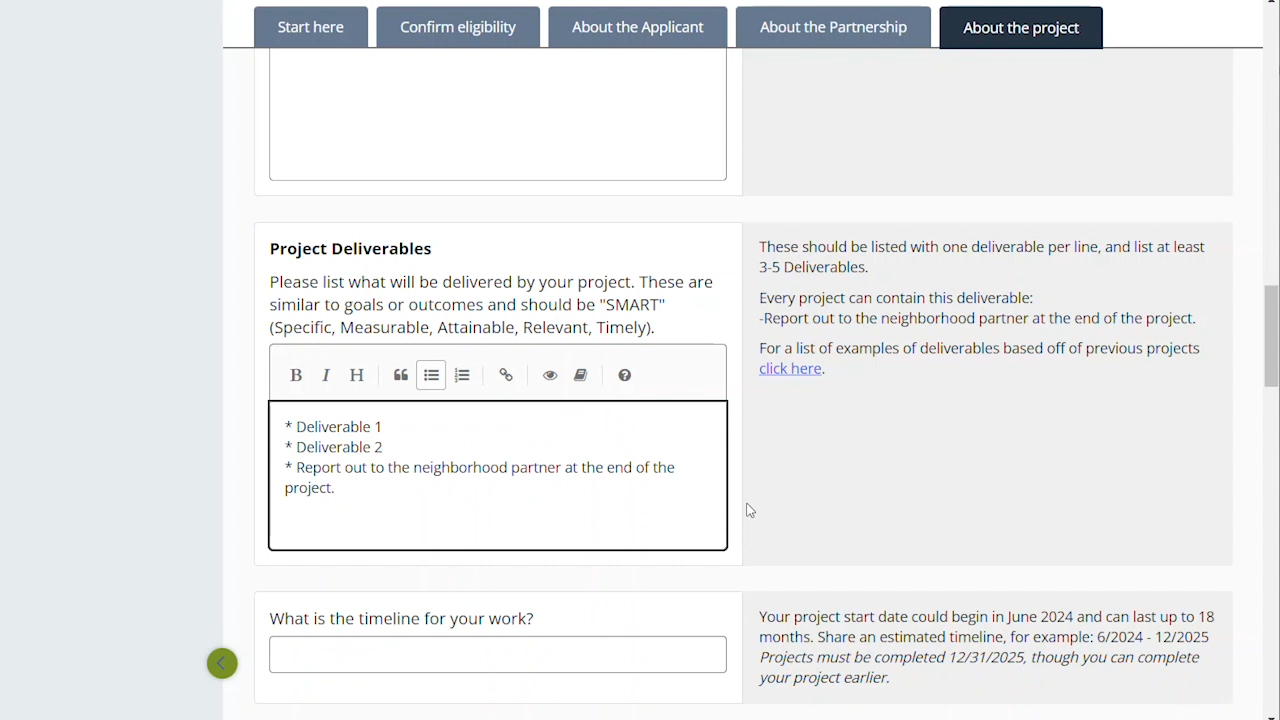 Start here
Confirm eligibility
About the Applicant
About the Partnership
About the project
Project Deliverables
Please list what will be delivered by your project. These are
similar to goals or outcomes and should be "SMART"
(Specific, Measurable, Attainable, Relevant, Timely).
B I H
* Deliverable 1
* Deliverable 2
* Report out to the neighborhood partner at the end of the
project.
These should be listed with one deliverable per line, and list at least
3-5 Deliverables.
Every project can contain this deliverable:
-Report out to the neighborhood partner at the end of the project.
For a list of examples of deliverables based off of previous projects
click here.
What is the timeline for your work?
Your project start date could begin in June 2024 and can last up to 18
months. Share an estimated timeline, for example: 6/2024 - 12/2025
Projects must be completed 12/31/2025, though you can complete
your project earlier.